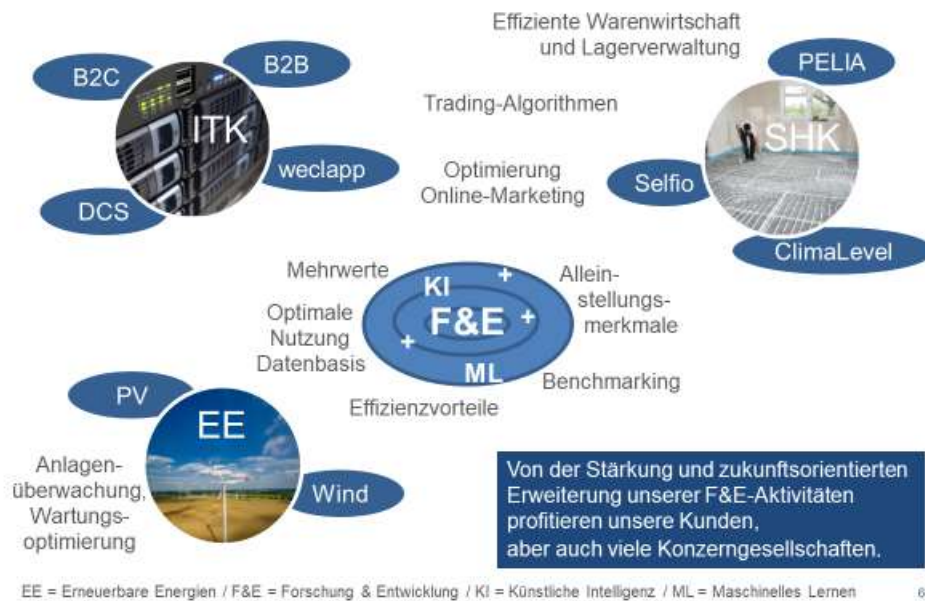 B2C
B2B
ITK
weclapp
DCS
Effiziente Warenwirtschaft
und Lagerverwaltung
Trading-Algorithmen
Optimierung
Online-Marketing
PELIA
SHK
Selfio
ClimaLevel
Mehrwerte
Optimale
Nutzung
Datenbasis
KI
+
F&E
+
+
ML
Allein-
stellungs-
merkmale
Benchmarking
Effizienzvorteile
PV
EE
Wind
Anlagen-
überwachung,
Wartungs-
optimierung
Von der Stärkung und zukunftsorientierten
Erweiterung unserer F&E-Aktivitäten
profitieren unsere Kunden,
aber auch viele Konzerngesellschaften.
EE = Erneuerbare Energien / F&E = Forschung & Entwicklung / KI = Künstliche Intelligenz / ML = Maschinelles Lernen
6